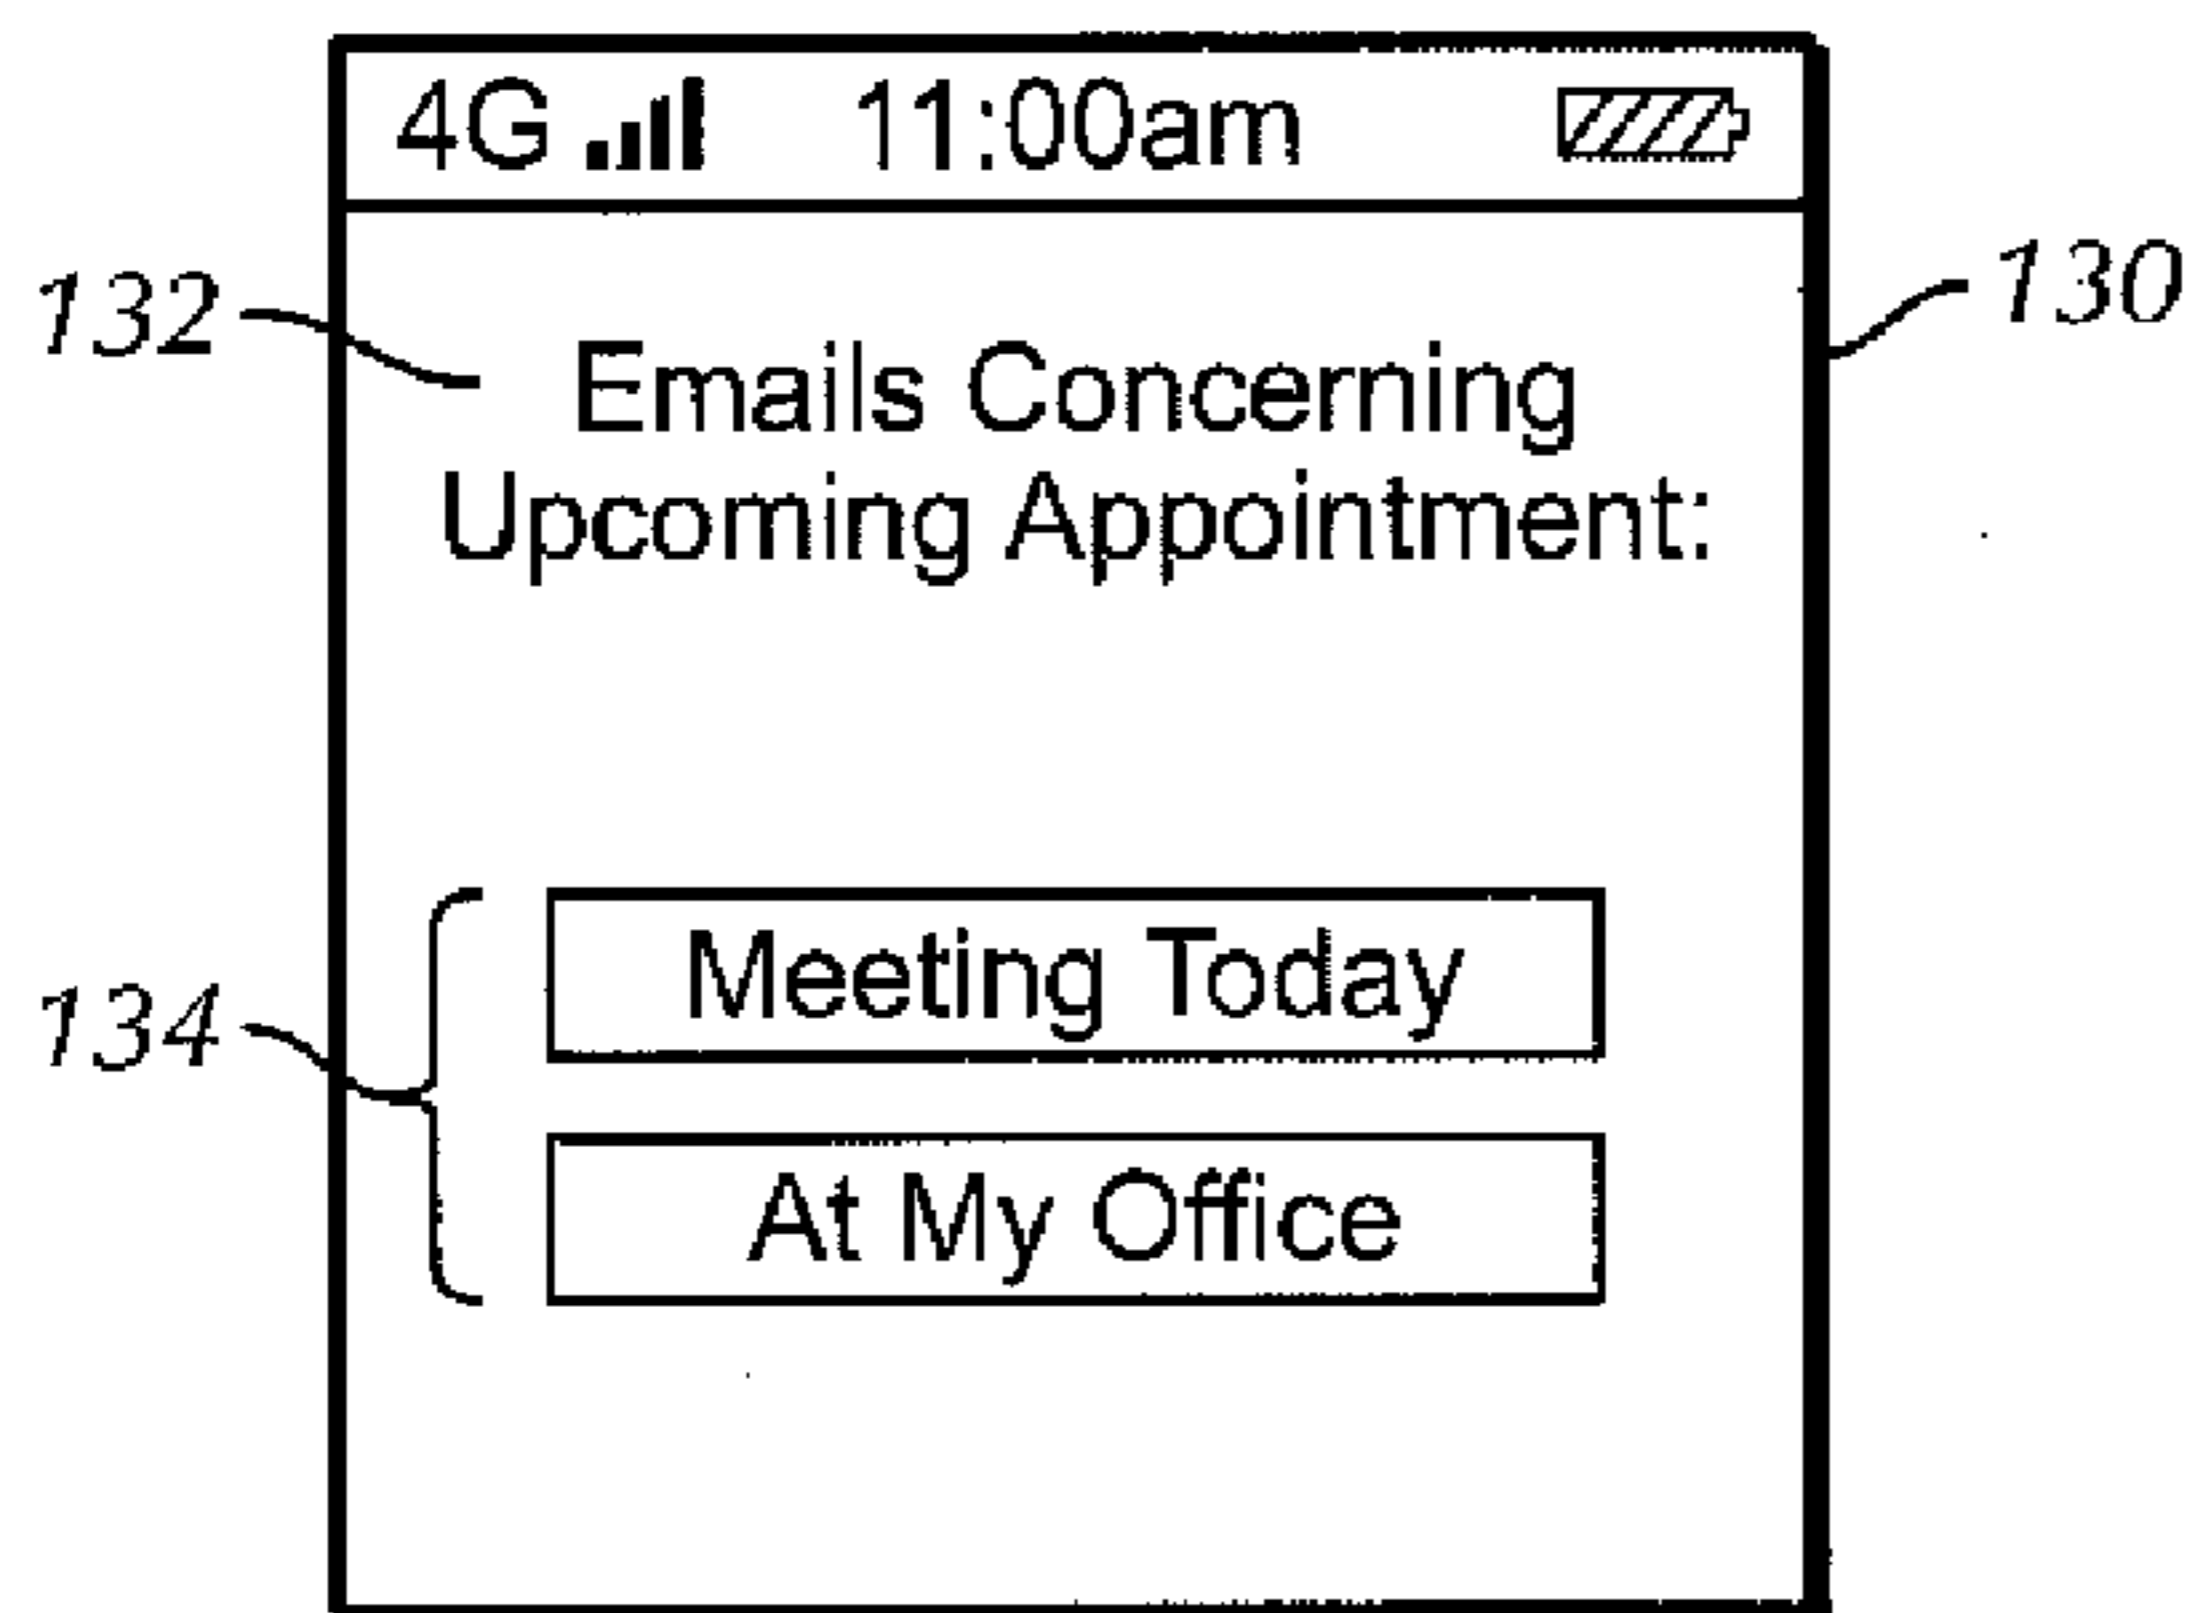 4G 11:00am
132
130
Emails Concerning
Upcoming Appointment:
134
Meeting Today
At My Office